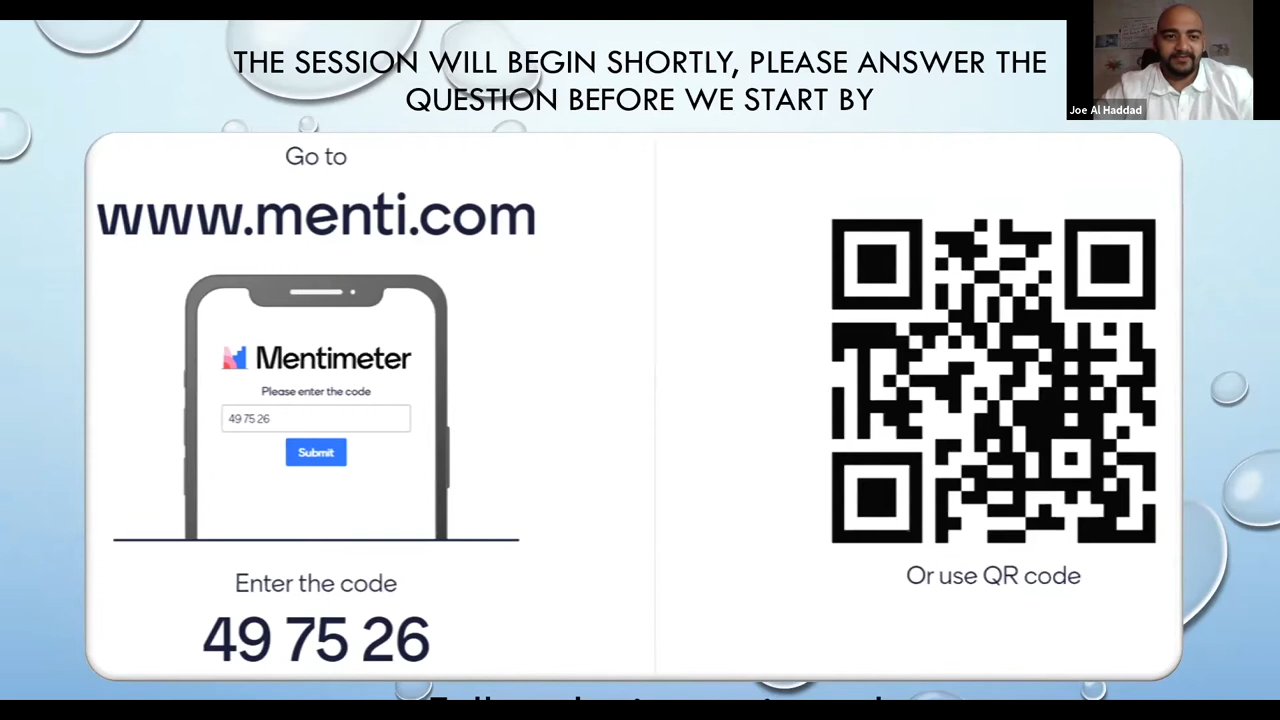 THE SESSION WILL BEGIN SHORTLY, PLEASE ANSWER THE
QUESTION BEFORE WE START BY
Joe Al Haddad
Go to
www.menti.com
Mentimeter
Please enter the code
49 75 26
Submit
Enter the code
49 75 26
Or use QR code